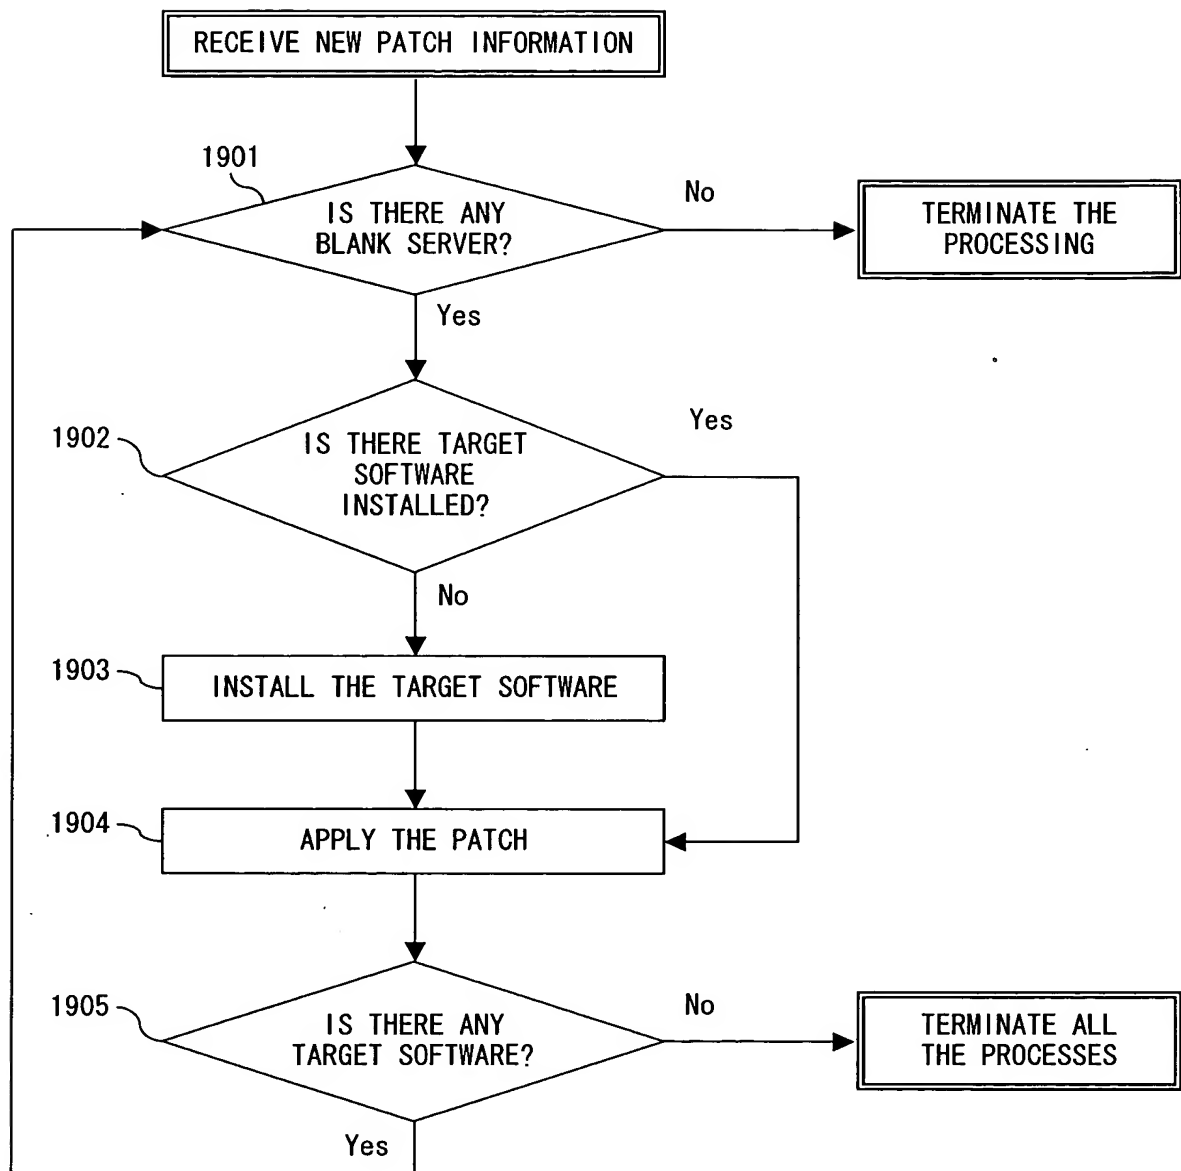 RECEIVE NEW PATCH INFORMATION
1901
IS THERE ANY
BLANK SERVER?
No
TERMINATE THE
PROCESSING
Yes
1902
IS THERE TARGET
SOFTWARE
INSTALLED?
Yes
No
1903
INSTALL THE TARGET SOFTWARE
1904
APPLY THE PATCH
1905
IS THERE ANY
TARGET SOFTWARE?
No
TERMINATE ALL
THE PROCESSES
Yes